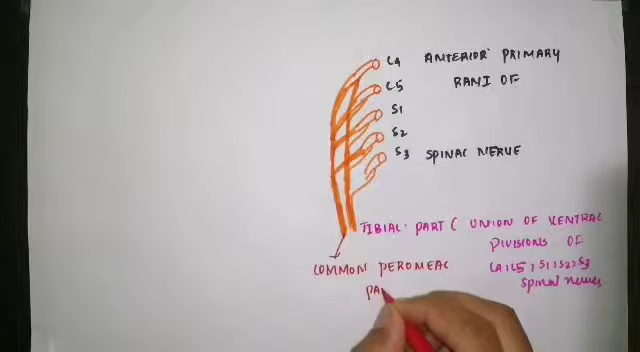 L4 ANTERIOR PRIMARY
L5 RAMI OF
S1
S2
S3 SPINAL NERVE
TIBIAL PART ( UNION OF VENTRAL
DIVISIONS OF
L4, L5, S1, S2, S3
spinal nerves
COMMON PERONEAL
PA